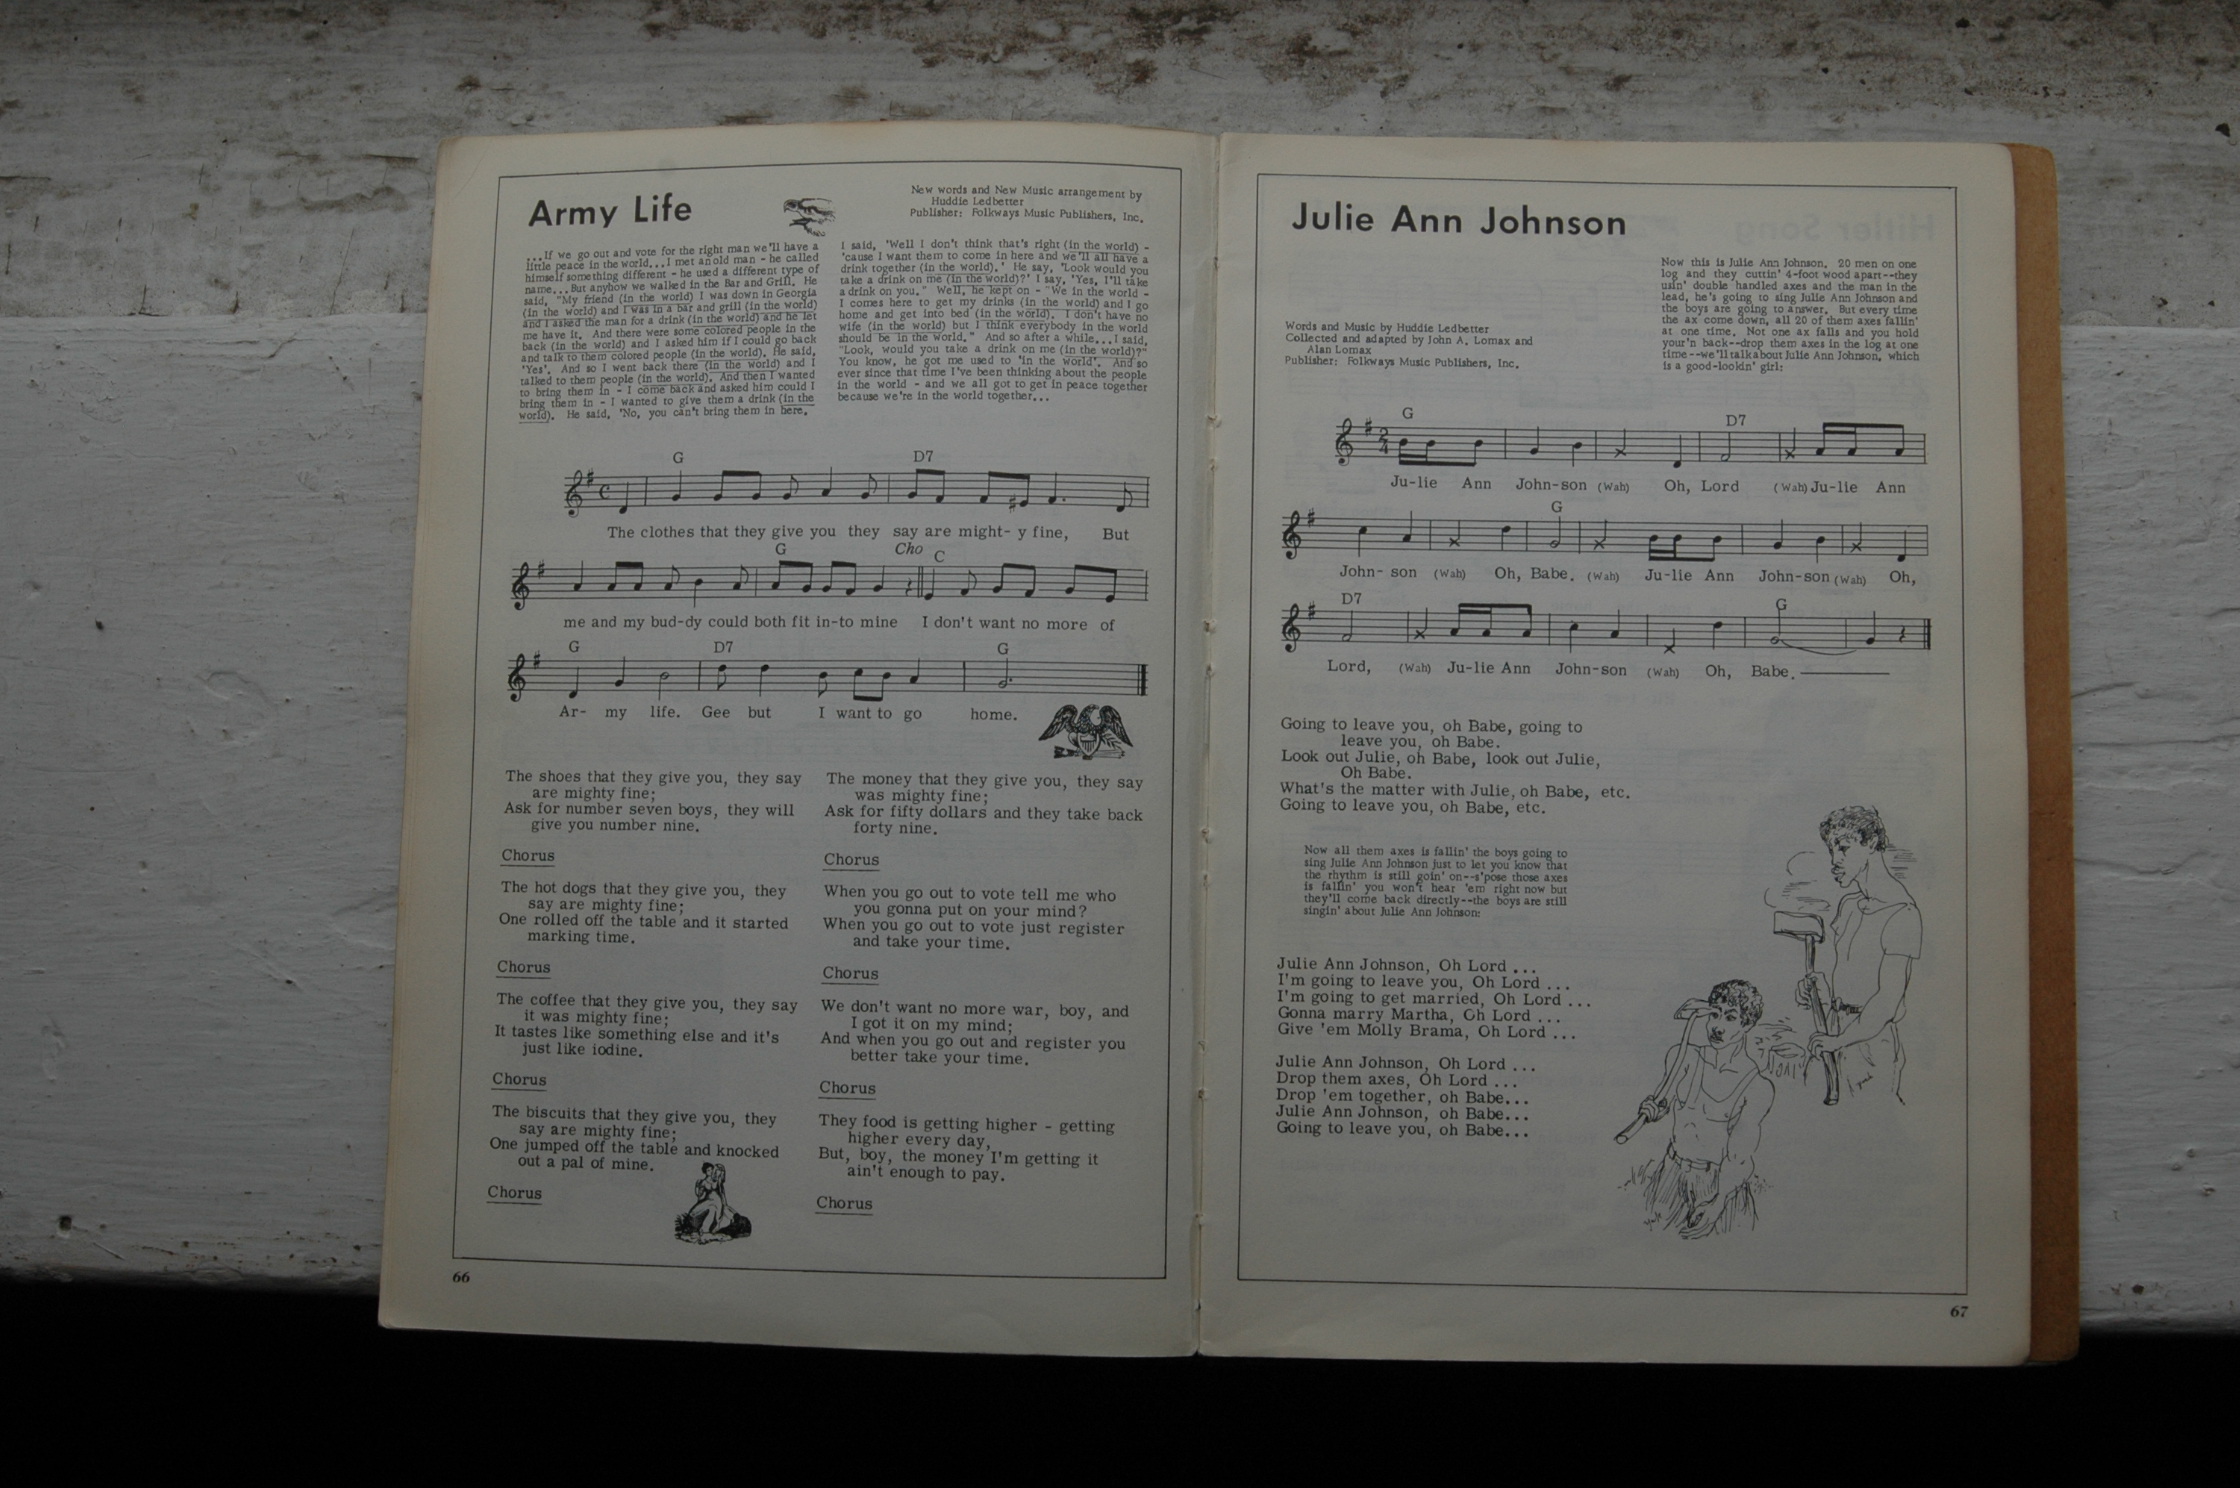 Army Life
New words and New Music arrangement by
Huddie Ledbetter
Publisher: Folkways Music Publishers, Inc.
...If we go out and vote for the right man we'll have a
little peace in the world...I met an old man - he called
himself something different - he used a different type of
name...But anyhow we walked in the Bar and Grill. He
said, "My friend (in the world) I was down in Georgia
(in the world) and I was in a bar and grill (in the world)
and I asked the man for a drink (in the world) and he let
me have it. And there were some colored people in the
back (in the world) and I asked him if I could go back
and talk to them colored people (in the world). He said,
'Yes'. And so I went back there (in the world) and I
talked to them people (in the world). And then I wanted
to bring them in - I come back and asked him could I
bring them in - I wanted to give them a drink (in the
world). He said, 'No, you can't bring them in here.'
I said, 'Well I don't think that's right (in the world) -
'cause I want them to come in here and we'll all have a
drink together (in the world).' He say, 'Look would you
take a drink on me (in the world)?' I say, 'Yes, I'll take
a drink on you." Well, he kept on - "We in the world -
I comes here to get my drinks (in the world) and I go
home and get into bed (in the world). I don't have no
wife (in the world) but I think everybody in the world
should be 'in the world." And so after a while...I said,
"Look, would you take a drink on me (in the world)?"
You know, he got me used to 'in the world'. And so
ever since that time I've been thinking about the people
in the world - and we all got to get in peace together
because we're in the world together...
G D7
The clothes that they give you they say are might- y fine, But
G Cho C
me and my bud-dy could both fit in-to mine I don't want no more of
G D7 G
Ar- my life. Gee but I want to go home.
The shoes that they give you, they say
are mighty fine;
Ask for number seven boys, they will
give you number nine.
Chorus
The hot dogs that they give you, they
say are mighty fine;
One rolled off the table and it started
marking time.
Chorus
The coffee that they give you, they say
it was mighty fine;
It tastes like something else and it's
just like iodine.
Chorus
The biscuits that they give you, they
say are mighty fine;
One jumped off the table and knocked
out a pal of mine.
Chorus
The money that they give you, they say
was mighty fine;
Ask for fifty dollars and they take back
forty nine.
Chorus
When you go out to vote tell me who
you gonna put on your mind?
When you go out to vote just register
and take your time.
Chorus
We don't want no more war, boy, and
I got it on my mind;
And when you go out and register you
better take your time.
Chorus
They food is getting higher - getting
higher every day,
But, boy, the money I'm getting it
ain't enough to pay.
Chorus
66
Julie Ann Johnson
Words and Music by Huddie Ledbetter
Collected and adapted by John A. Lomax and
Alan Lomax
Publisher: Folkways Music Publishers, Inc.
Now this is Julie Ann Johnson. 20 men on one
log and they cuttin' 4-foot wood apart--they
usin' double handled axes and the man in the
lead, he's going to sing Julie Ann Johnson and
the boys are going to answer. But every time
the ax come down, all 20 of them axes fallin'
at one time. Not one ax falls and you hold
your'n back--drop them axes in the log at one
time--we'll talk about Julie Ann Johnson, which
is a good-lookin' girl:
G D7
2
4
Ju-lie Ann John-son (Wah) Oh, Lord (Wah) Ju-lie Ann
G
John- son (Wah) Oh, Babe. (Wah) Ju-lie Ann John-son (Wah) Oh,
D7 G
Lord, (Wah) Ju-lie Ann John-son (Wah) Oh, Babe.
Going to leave you, oh Babe, going to
leave you, oh Babe.
Look out Julie, oh Babe, look out Julie,
Oh Babe.
What's the matter with Julie, oh Babe, etc.
Going to leave you, oh Babe, etc.
Now all them axes is fallin' the boys going to
sing Julie Ann Johnson just to let you know that
the rhythm is still goin' on--s'pose those axes
is fallin' you won't hear 'em right now but
they'll come back directly--the boys are still
singin' about Julie Ann Johnson:
Julie Ann Johnson, Oh Lord ...
I'm going to leave you, Oh Lord ...
I'm going to get married, Oh Lord ...
Gonna marry Martha, Oh Lord ...
Give 'em Molly Brama, Oh Lord ...
Julie Ann Johnson, Oh Lord ...
Drop them axes, Oh Lord ...
Drop 'em together, oh Babe...
Julie Ann Johnson, oh Babe...
Going to leave you, oh Babe...
67